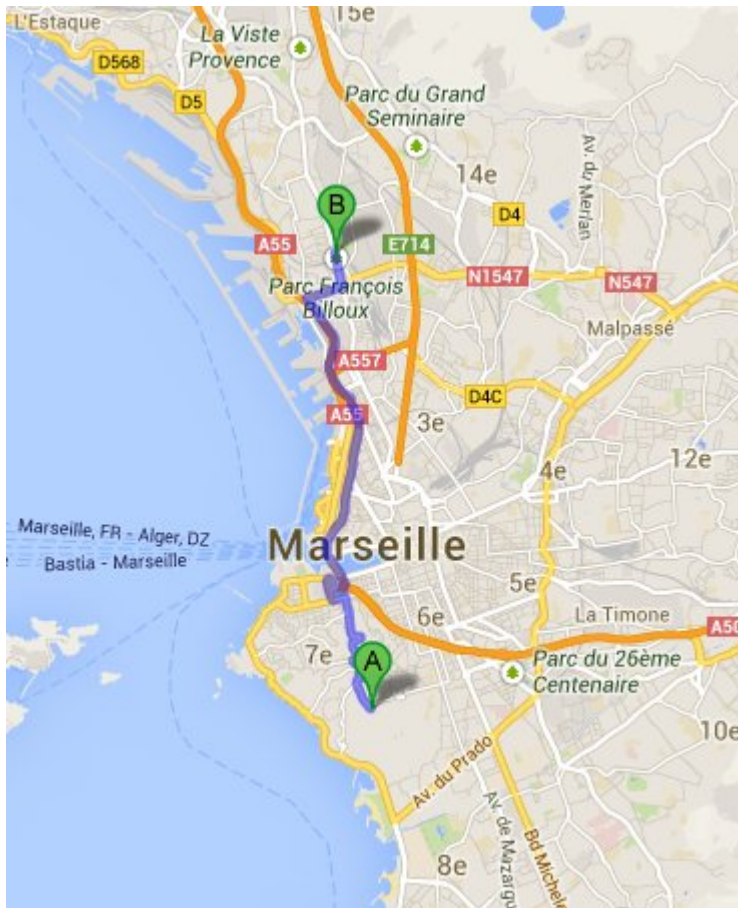 15e
L'Estaque
La Viste
Provence
D568
D5
Parc du Grand
Seminaire
Av. du Merlan
14e
B
D4
A55
E714
N1547
N547
Parc François
Billoux
Malpassé
A557
D4C
A55
3e
12e
4e
Marseille, FR - Alger, DZ
Bastia - Marseille
Marseille
5e
La Timone
6e
A50
7e
A
Parc du 26ème
Centenaire
10e
Av. du Prado
Av. de Mazargu
Bd Michele
8e